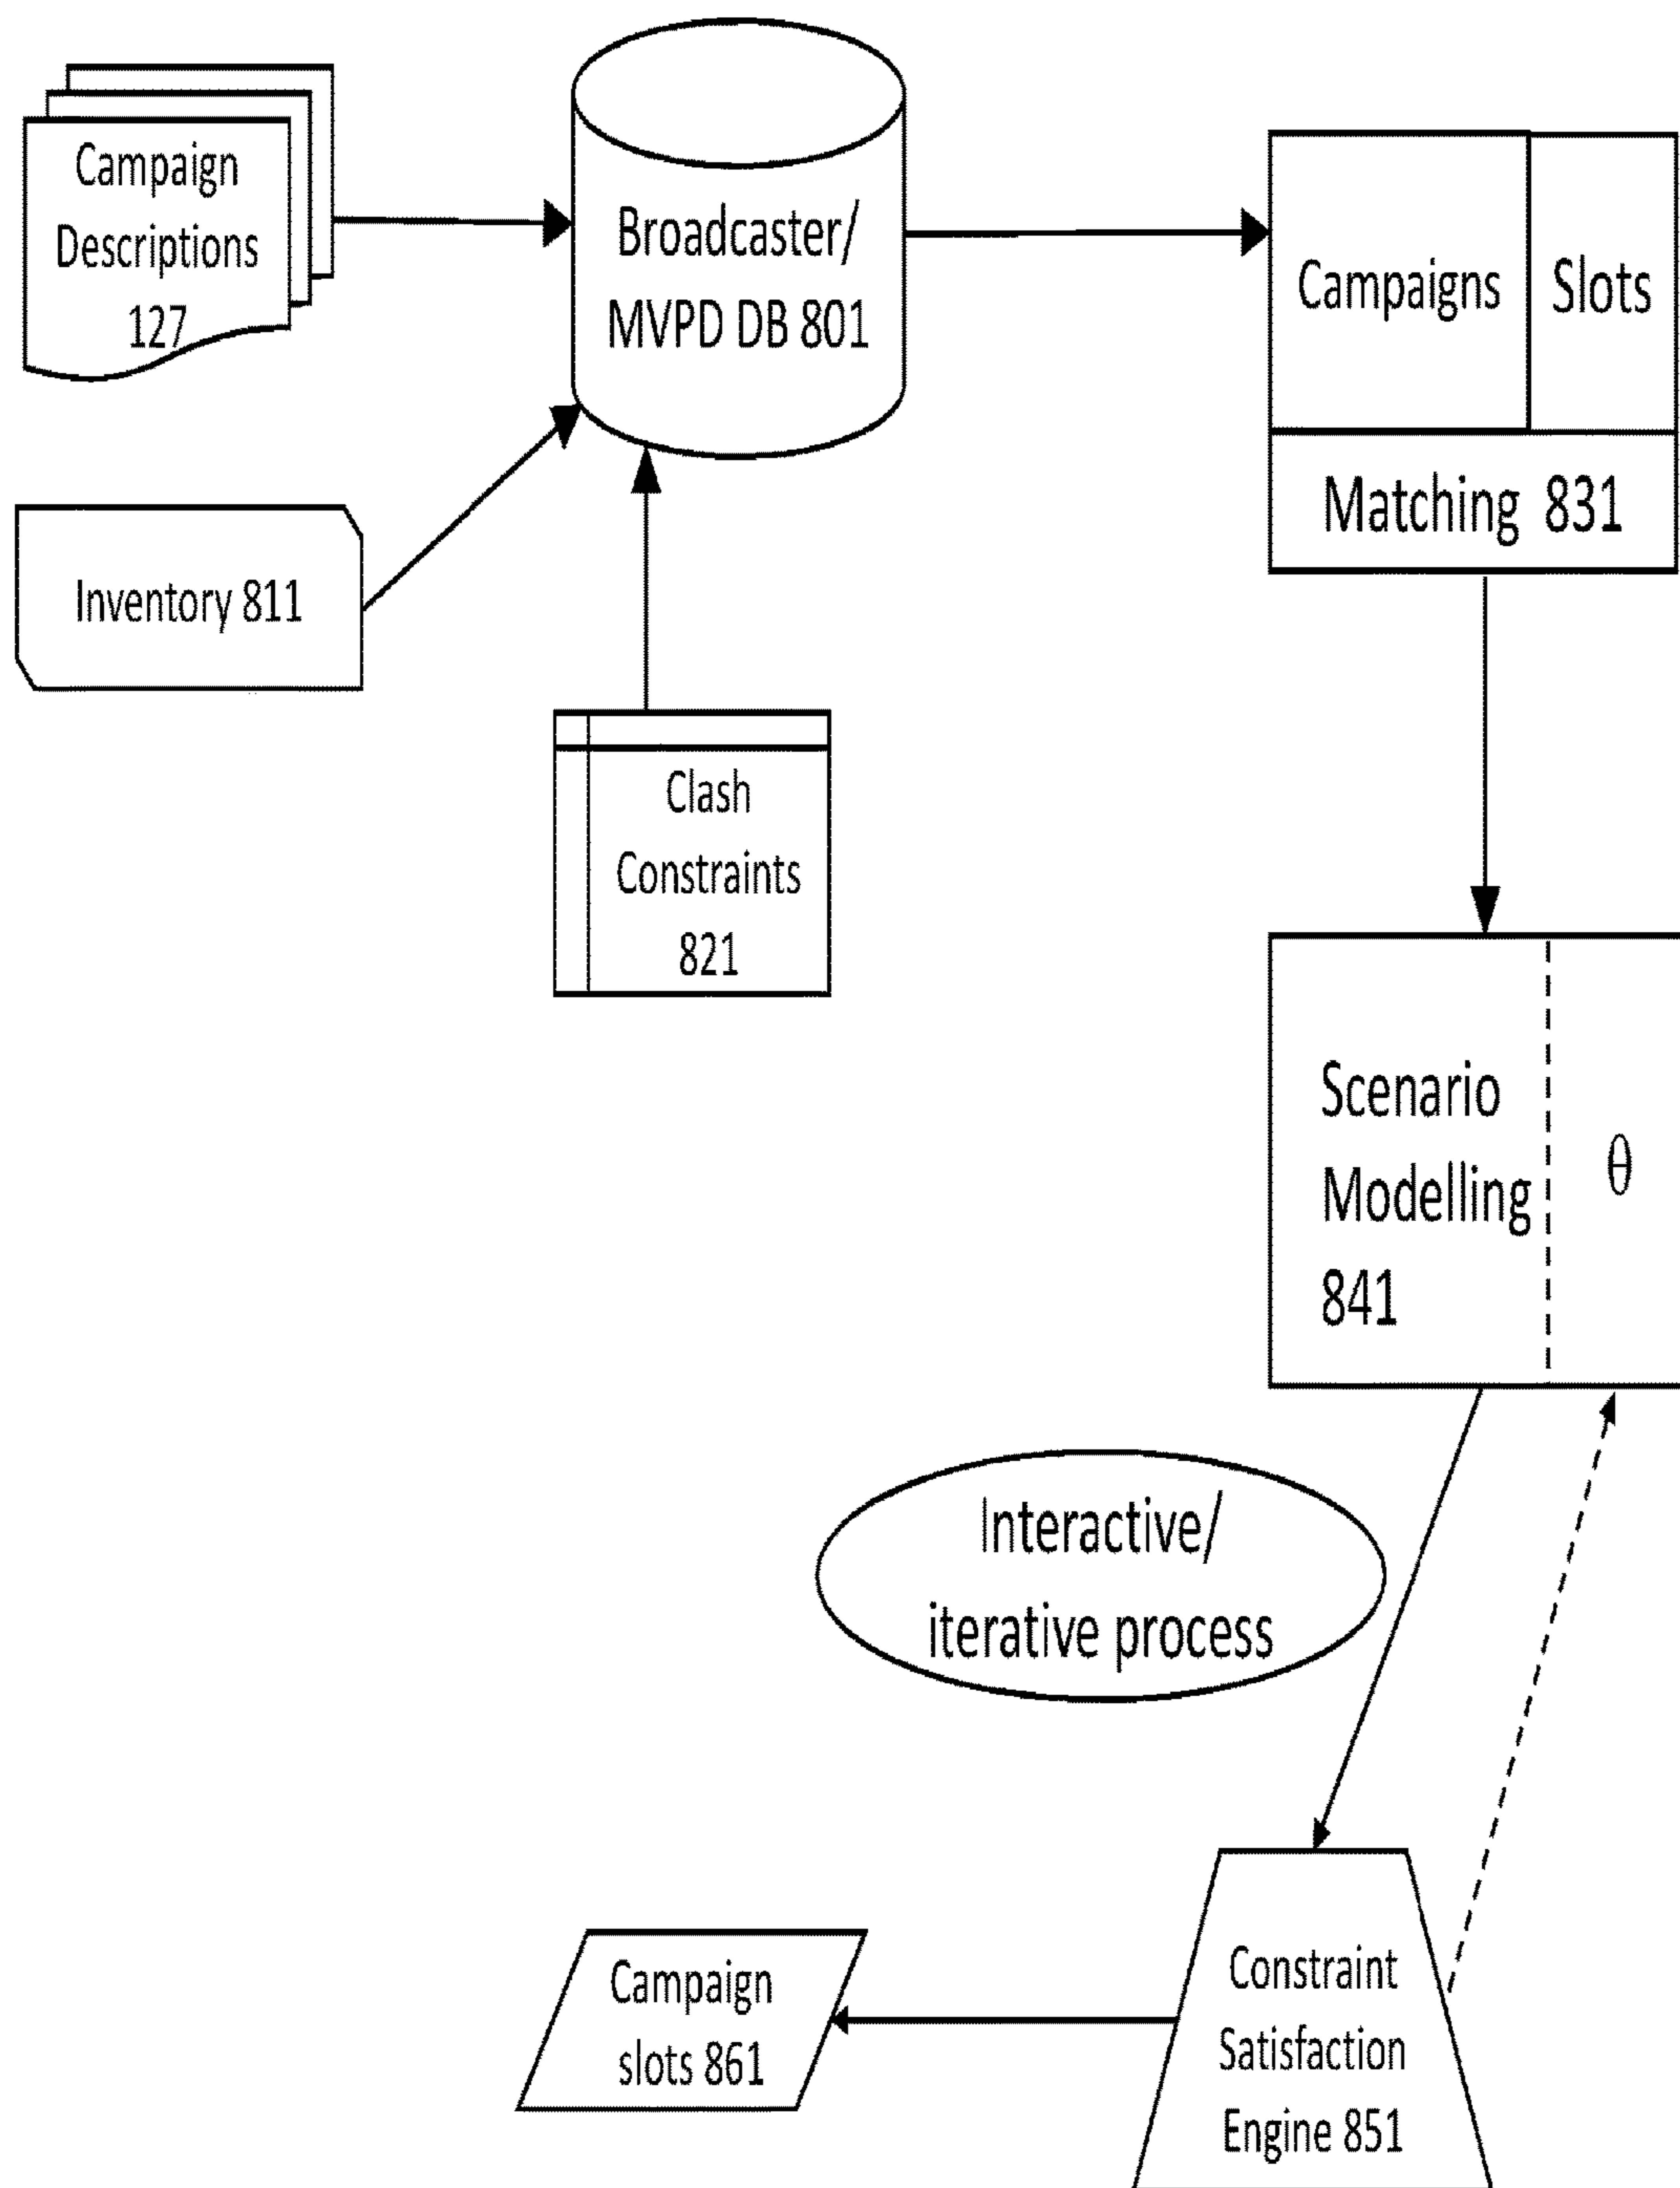 Campaign
Descriptions
127
Broadcaster/
MVPD DB 801
Campaigns
Slots
Matching 831
Inventory 811
Clash
Constraints
821
Scenario
Modelling
841
θ
Interactive/
iterative process
Campaign
slots 861
Constraint
Satisfaction
Engine 851